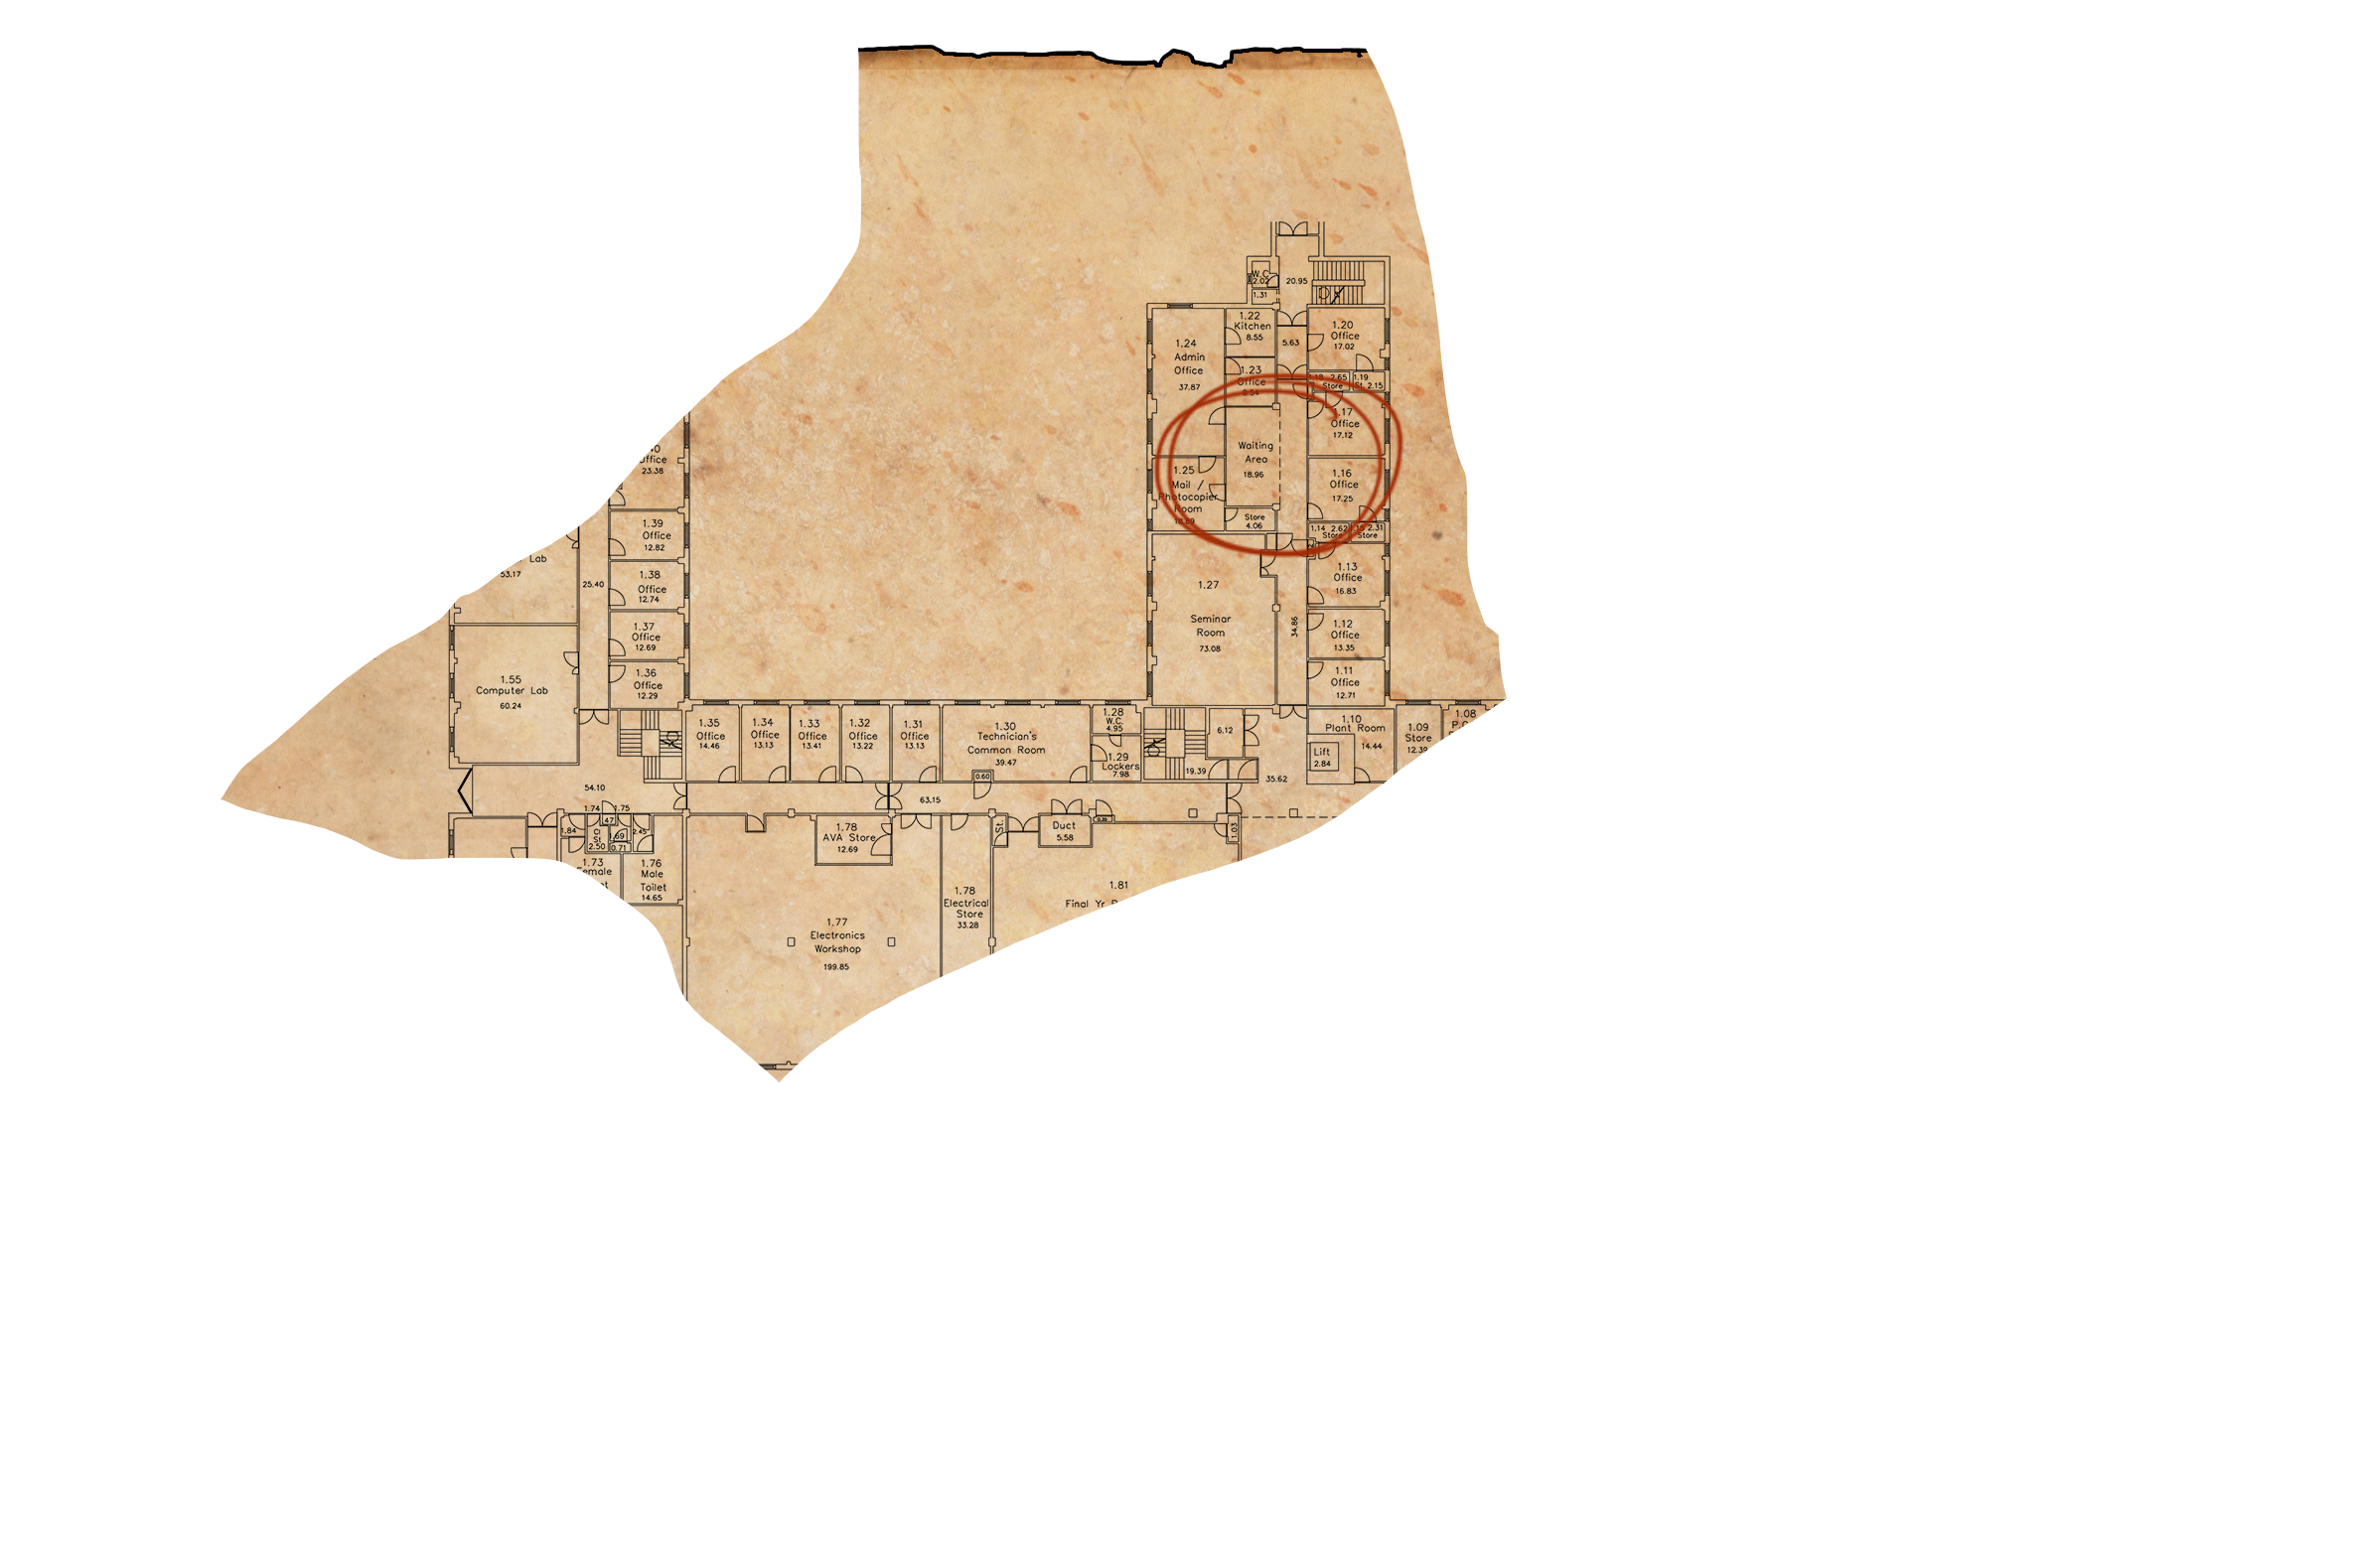 W.C.
2.02
1.31
20.95
1.22
Kitchen
8.55
5.63
1.20
Office
17.02
1.24
Admin
Office
37.87
1.23
Office
1.18 2.65
Store
1.19
St. 2.15
1.17
Office
17.12
Waiting
Area
18.96
1.25
Mail /
Photocopier
Room
1.16
Office
17.25
Store
4.06
1.14 2.62
Store
2.31
Store
1.13
Office
16.83
1.27
Seminar
Room
73.08
34.86
1.12
Office
13.35
1.11
Office
12.71
Office
23.38
1.39
Office
12.82
Lab
53.17
25.40
1.38
Office
12.74
1.37
Office
12.69
1.36
Office
12.29
1.55
Computer Lab
60.24
1.35
Office
14.46
1.34
Office
13.13
1.33
Office
13.41
1.32
Office
13.22
1.31
Office
13.13
1.30
Technician's
Common Room
39.47
0.60
1.28
W.C.
4.95
1.29
Lockers
7.98
6.12
19.39
35.62
1.10
Plant Room
14.44
Lift
2.84
1.09
Store
12.39
1.08
54.10
63.15
1.74
1.75
1.84
Cl
St
2.50
1.69
0.71
2.45
1.73
Female
1.76
Male
Toilet
14.65
1.78
AVA Store
12.69
St.
Duct
5.58
1.03
1.77
Electronics
Workshop
199.85
1.78
Electrical
Store
33.28
1.81
Final Yr